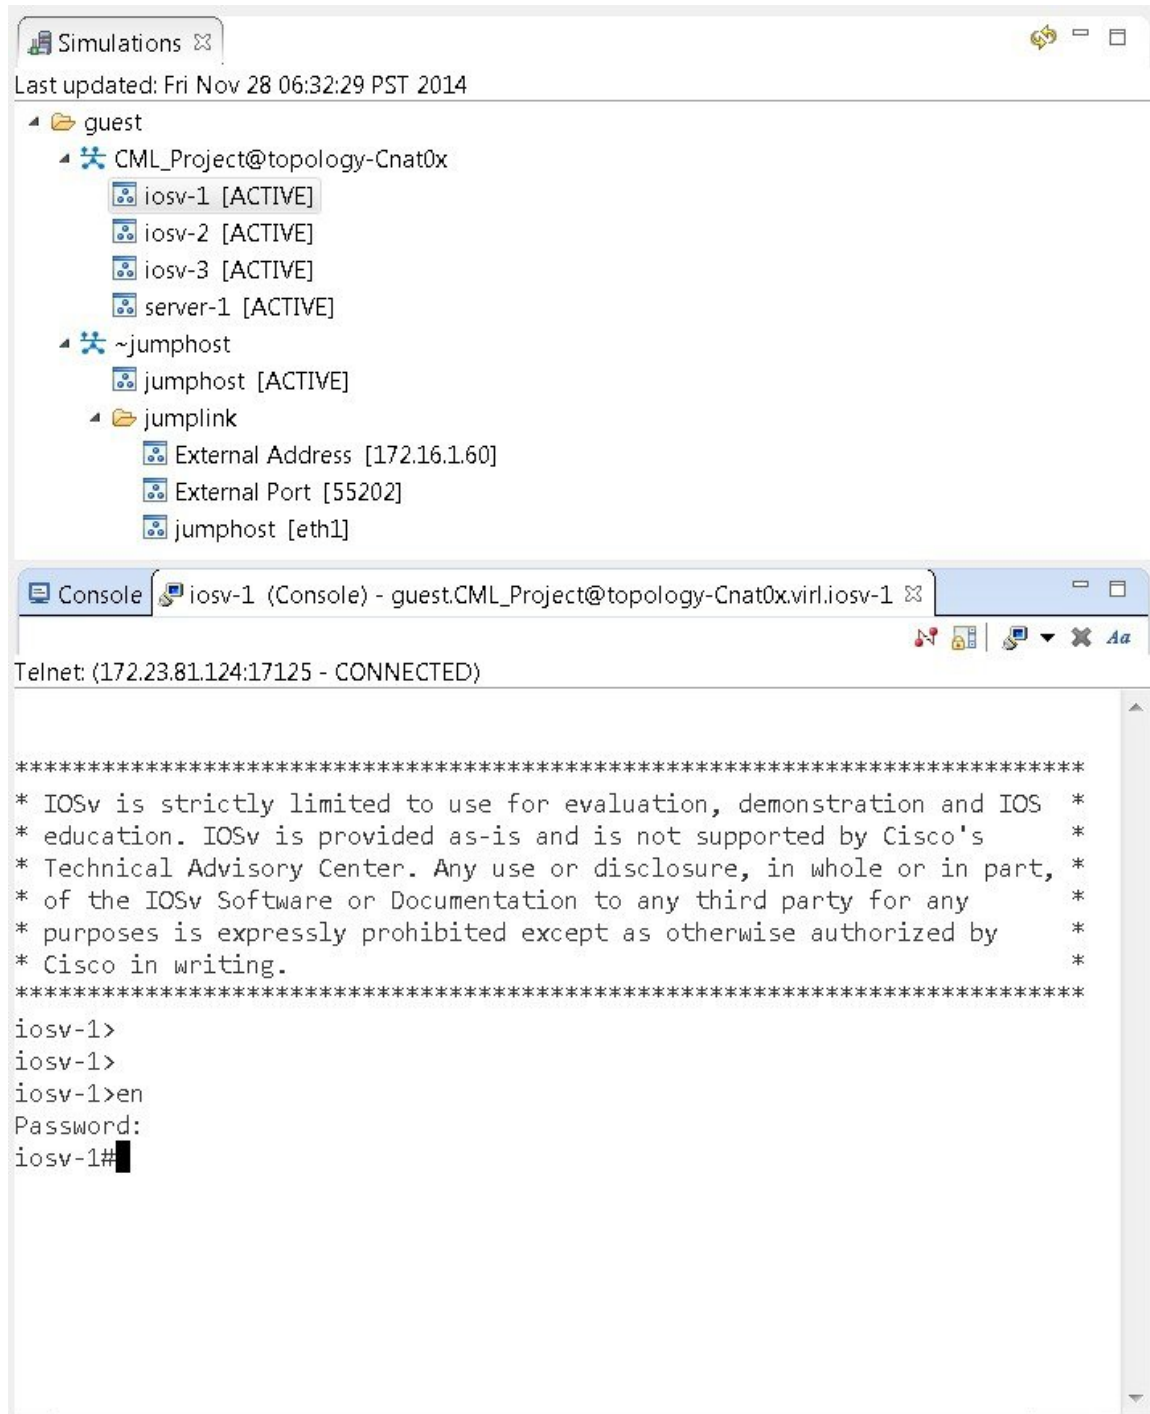 Simulations
Last updated: Fri Nov 28 06:32:29 PST 2014
guest
CML_Project@topology-Cnat0x
iosv-1 [ACTIVE]
iosv-2 [ACTIVE]
iosv-3 [ACTIVE]
server-1 [ACTIVE]
~jumphost
jumphost [ACTIVE]
jumplink
External Address [172.16.1.60]
External Port [55202]
jumphost [eth1]
Console iosv-1 (Console) - guest.CML_Project@topology-Cnat0x.virl.iosv-1
Aa
Telnet: (172.23.81.124:17125 - CONNECTED)
**************************************************************************
* IOSv is strictly limited to use for evaluation, demonstration and IOS  *
* education. IOSv is provided as-is and is not supported by Cisco's      *
* Technical Advisory Center. Any use or disclosure, in whole or in part, *
* of the IOSv Software or Documentation to any third party for any       *
* purposes is expressly prohibited except as otherwise authorized by     *
* Cisco in writing.                                                      *
**************************************************************************
iosv-1>
iosv-1>
iosv-1>en
Password:
iosv-1#